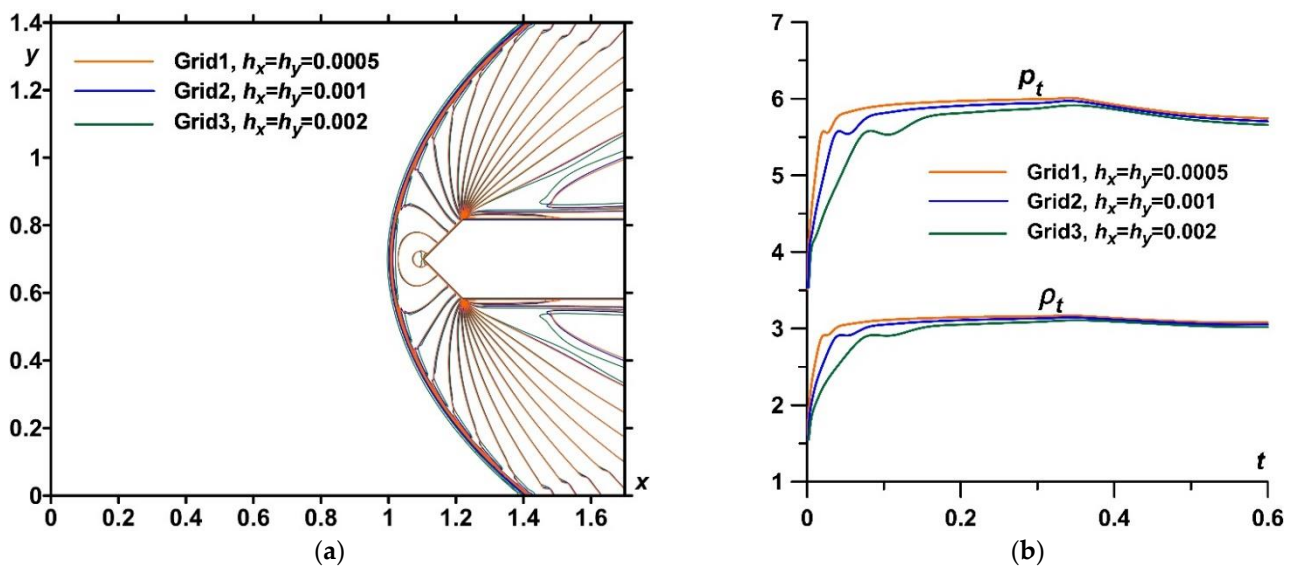 1.4
y
1.2
1
0.8
0.6
0.4
0.2
0
Grid1, hx=hy=0.0005
Grid2, hx=hy=0.001
Grid3, hx=hy=0.002
x
0 0.2 0.4 0.6 0.8 1 1.2 1.4 1.6
(a)
7
6
5
4
3
2
1
pt
Grid1, hx=hy=0.0005
Grid2, hx=hy=0.001
Grid3, hx=hy=0.002
ρt
t
0 0.2 0.4 0.6
(b)